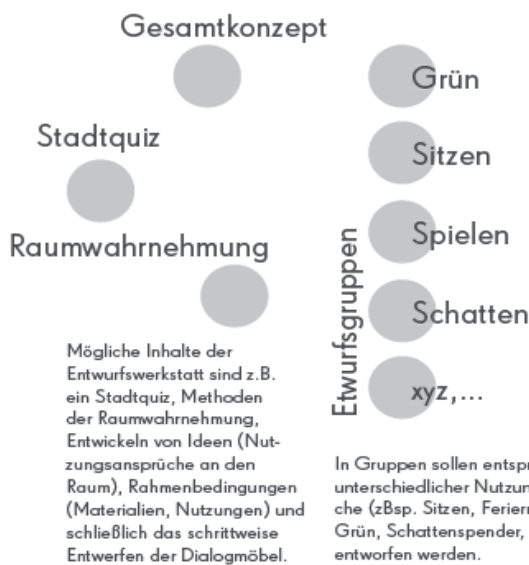 Gesamtkonzept
Stadtquiz
Raumwahrnehmung
Mögliche Inhalte der
Entwurfswerkstatt sind z.B.
ein Stadtquiz, Methoden
der Raumwahrnehmung,
Entwickeln von Ideen (Nut-
zungsansprüche an den
Raum), Rahmenbedingungen
(Materialien, Nutzungen) und
schließlich das schrittweise
Entwerfen der Dialogmöbel.
Etwurfsgruppen
Grün
Sitzen
Spielen
Schatten
xyz,...
In Gruppen sollen
unterschiedlicher
che (zBsp. Sitzen,
Grün, Schattenspender,
entworfen werden.